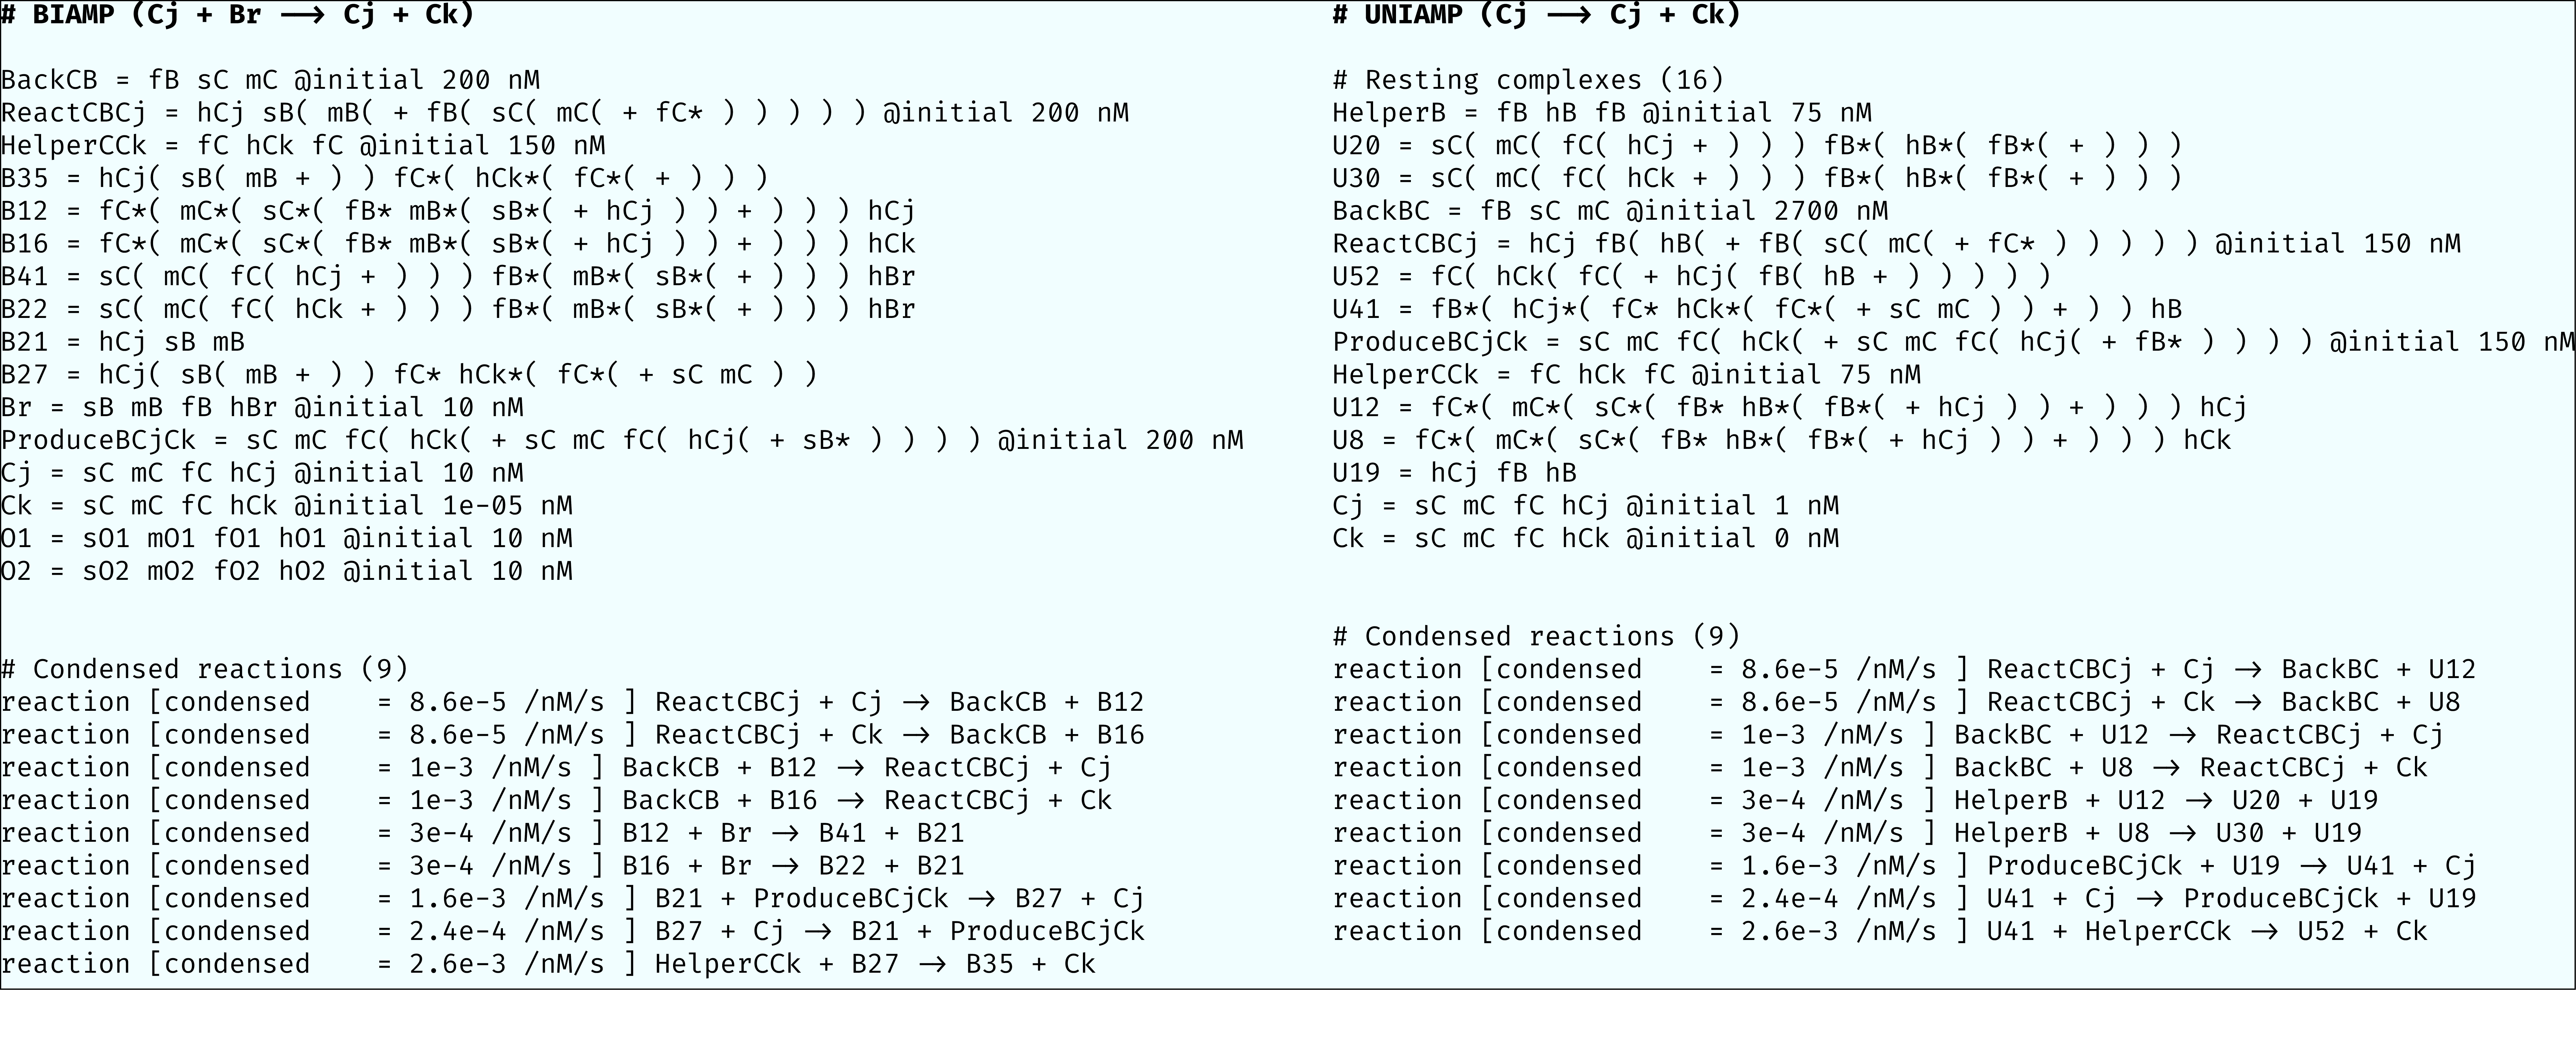 # BIAMP (Cj + Br ⟶ Cj + Ck)
BackCB = fB sC mC @initial 200 nM
ReactCBCj = hCj sB( mB( + fB( sC( mC( + fC* ) ) ) ) ) @initial 200 nM
HelperCCk = fC hCk fC @initial 150 nM
B35 = hCj( sB( mB + ) ) fC*( hCk*( fC*( + ) ) )
B12 = fC*( mC*( sC*( fB* mB*( sB*( + hCj ) ) + ) ) ) hCj
B16 = fC*( mC*( sC*( fB* mB*( sB*( + hCj ) ) + ) ) ) hCk
B41 = sC( mC( fC( hCj + ) ) ) fB*( mB*( sB*( + ) ) ) hBr
B22 = sC( mC( fC( hCk + ) ) ) fB*( mB*( sB*( + ) ) ) hBr
B21 = hCj sB mB
B27 = hCj( sB( mB + ) ) fC* hCk*( fC*( + sC mC ) )
Br = sB mB fB hBr @initial 10 nM
ProduceBCjCk = sC mC fC( hCk( + sC mC fC( hCj( + sB* ) ) ) ) @initial 200 nM
Cj = sC mC fC hCj @initial 10 nM
Ck = sC mC fC hCk @initial 1e-05 nM
O1 = sO1 mO1 fO1 hO1 @initial 10 nM
O2 = sO2 mO2 fO2 hO2 @initial 10 nM
# Condensed reactions (9)
reaction [condensed    = 8.6e-5 /nM/s ] ReactCBCj + Cj → BackCB + B12
reaction [condensed    = 8.6e-5 /nM/s ] ReactCBCj + Ck → BackCB + B16
reaction [condensed    = 1e-3 /nM/s ] BackCB + B12 → ReactCBCj + Cj
reaction [condensed    = 1e-3 /nM/s ] BackCB + B16 → ReactCBCj + Ck
reaction [condensed    = 3e-4 /nM/s ] B12 + Br → B41 + B21
reaction [condensed    = 3e-4 /nM/s ] B16 + Br → B22 + B21
reaction [condensed    = 1.6e-3 /nM/s ] B21 + ProduceBCjCk → B27 + Cj
reaction [condensed    = 2.4e-4 /nM/s ] B27 + Cj → B21 + ProduceBCjCk
reaction [condensed    = 2.6e-3 /nM/s ] HelperCCk + B27 → B35 + Ck
# UNIAMP (Cj ⟶ Cj + Ck)
# Resting complexes (16)
HelperB = fB hB fB @initial 75 nM
U20 = sC( mC( fC( hCj + ) ) ) fB*( hB*( fB*( + ) ) )
U30 = sC( mC( fC( hCk + ) ) ) fB*( hB*( fB*( + ) ) )
BackBC = fB sC mC @initial 2700 nM
ReactCBCj = hCj fB( hB( + fB( sC( mC( + fC* ) ) ) ) ) @initial 150 nM
U52 = fC( hCk( fC( + hCj( fB( hB + ) ) ) ) )
U41 = fB*( hCj*( fC* hCk*( fC*( + sC mC ) ) + ) ) hB
ProduceBCjCk = sC mC fC( hCk( + sC mC fC( hCj( + fB* ) ) ) ) @initial 150 nM
HelperCCk = fC hCk fC @initial 75 nM
U12 = fC*( mC*( sC*( fB* hB*( fB*( + hCj ) ) + ) ) ) hCj
U8 = fC*( mC*( sC*( fB* hB*( fB*( + hCj ) ) + ) ) ) hCk
U19 = hCj fB hB
Cj = sC mC fC hCj @initial 1 nM
Ck = sC mC fC hCk @initial 0 nM
# Condensed reactions (9)
reaction [condensed    = 8.6e-5 /nM/s ] ReactCBCj + Cj → BackBC + U12
reaction [condensed    = 8.6e-5 /nM/s ] ReactCBCj + Ck → BackBC + U8
reaction [condensed    = 1e-3 /nM/s ] BackBC + U12 → ReactCBCj + Cj
reaction [condensed    = 1e-3 /nM/s ] BackBC + U8 → ReactCBCj + Ck
reaction [condensed    = 3e-4 /nM/s ] HelperB + U12 → U20 + U19
reaction [condensed    = 3e-4 /nM/s ] HelperB + U8 → U30 + U19
reaction [condensed    = 1.6e-3 /nM/s ] ProduceBCjCk + U19 → U41 + Cj
reaction [condensed    = 2.4e-4 /nM/s ] U41 + Cj → ProduceBCjCk + U19
reaction [condensed    = 2.6e-3 /nM/s ] U41 + HelperCCk → U52 + Ck